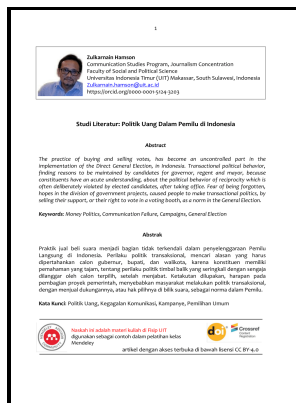 1
Zulkarnain Hamson
Communication Studies Program, Journalism Concentration
Faculty of Social and Political Science
Universitas Indonesia Timur (UIT) Makassar, South Sulawesi, Indonesia
Zulkarnain.hamson@uit.ac.id
https://orcid.org/0000-0001-5124-3203
Studi Literatur: Politik Uang Dalam Pemilu di Indonesia
Abstract
The practice of buying and selling votes, has become an uncontrolled part in the
implementation of the Direct General Election, in Indonesia. Transactional political behavior,
finding reasons to be maintained by candidates for governor, regent and mayor, because
constituents have an acute understanding, about the political behavior of reciprocity which is
often deliberately violated by elected candidates, after taking office. Fear of being forgotten,
hopes in the division of government projects, caused people to make transactional politics, by
selling their support, or their right to vote in a voting booth, as a norm in the General Election.
Keywords: Money Politics, Communication Failure, Campaigns, General Election
Abstrak
Praktik jual beli suara menjadi bagian tidak terkendali dalam penyelenggaraan Pemilu
Langsung di Indonesia. Perilaku politik transaksional, mencari alasan yang harus
dipertahankan calon gubernur, bupati, dan walikota, karena konstituen memiliki
pemahaman yang tajam, tentang perilaku politik timbal balik yang seringkali dengan sengaja
dilanggar oleh calon terpilih, setelah menjabat. Ketakutan dilupakan, harapan pada
pembagian proyek pemerintah, menyebabkan masyarakat melakukan politik transaksional,
dengan menjual dukungannya, atau hak pilihnya di bilik suara, sebagai norma dalam Pemilu.
Kata Kunci: Politik Uang, Kegagalan Komunikasi, Kampanye, Pemilihan Umum
Naskah ini adalah materi kuliah di Fisip UIT
digunakan sebagai contoh dalam pelatihan kelas
Mendeley
doi
Crossref
artikel dengan akses terbuka di bawah lisensi CC BY 4.0